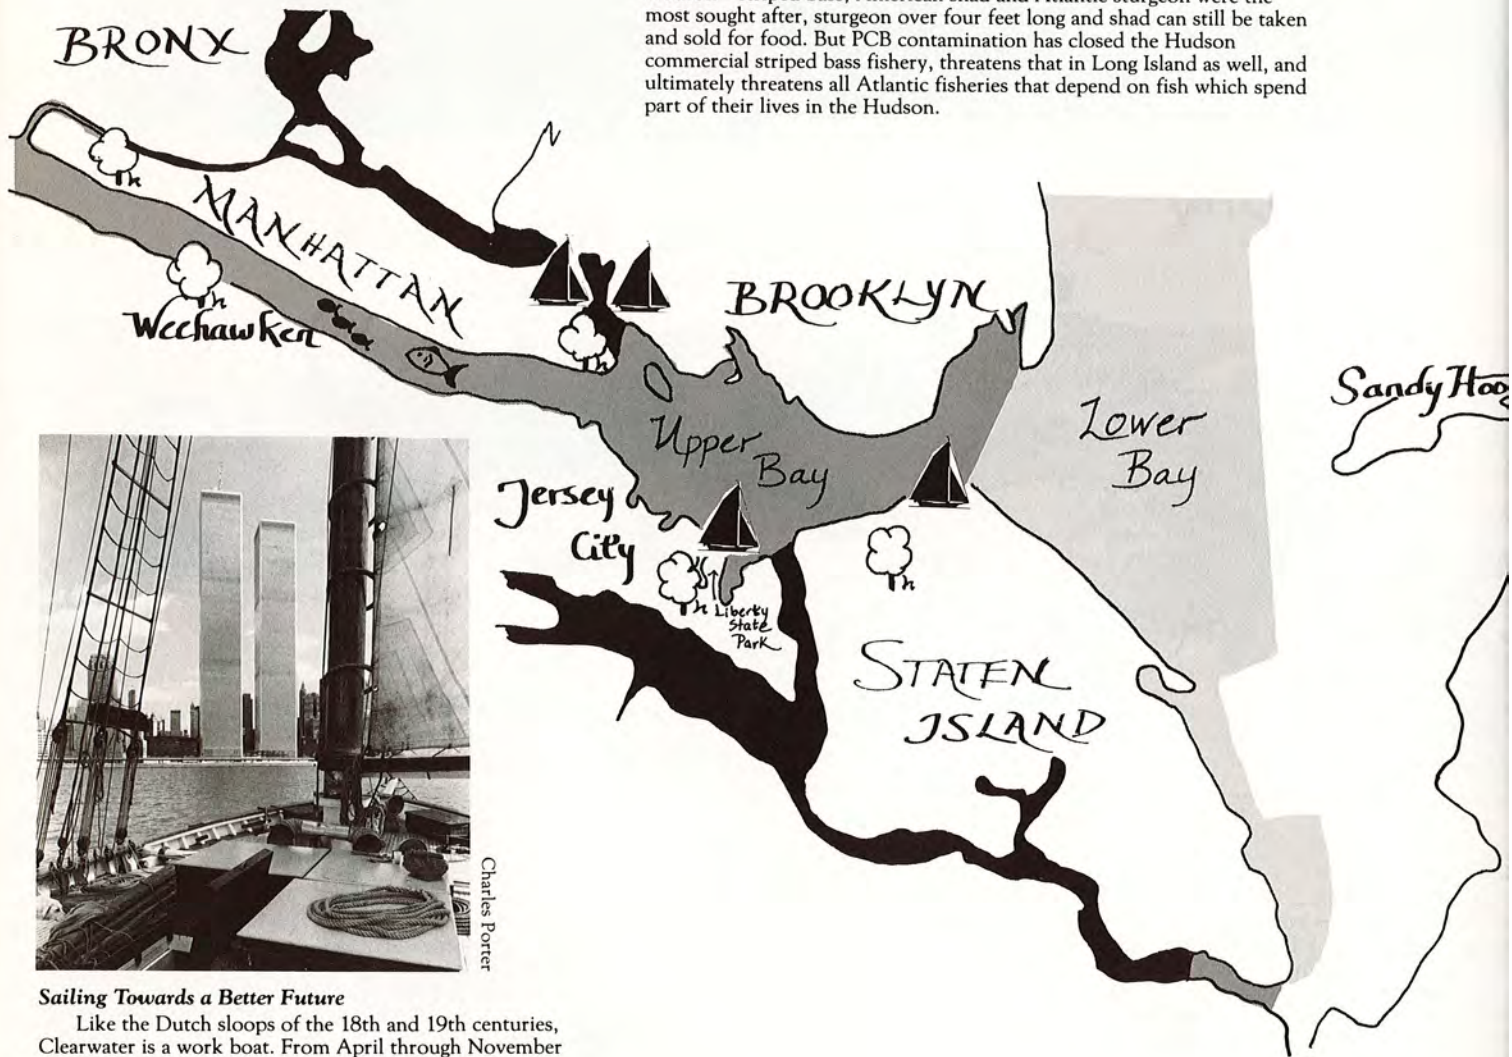 most sought after, sturgeon over four feet long and shad can still be taken
and sold for food. But PCB contamination has closed the Hudson
commercial striped bass fishery, threatens that in Long Island as well, and
ultimately threatens all Atlantic fisheries that depend on fish which spend
part of their lives in the Hudson.
BRONX
N
MANHATTAN
Weehawken
BROOKLYN
Sandy Hoo
Lower
Bay
Upper
Bay
Jersey
City
Liberty
State
Park
STATEN
ISLAND
Charles Porter
Sailing Towards a Better Future
Like the Dutch sloops of the 18th and 19th centuries,
Clearwater is a work boat. From April through November